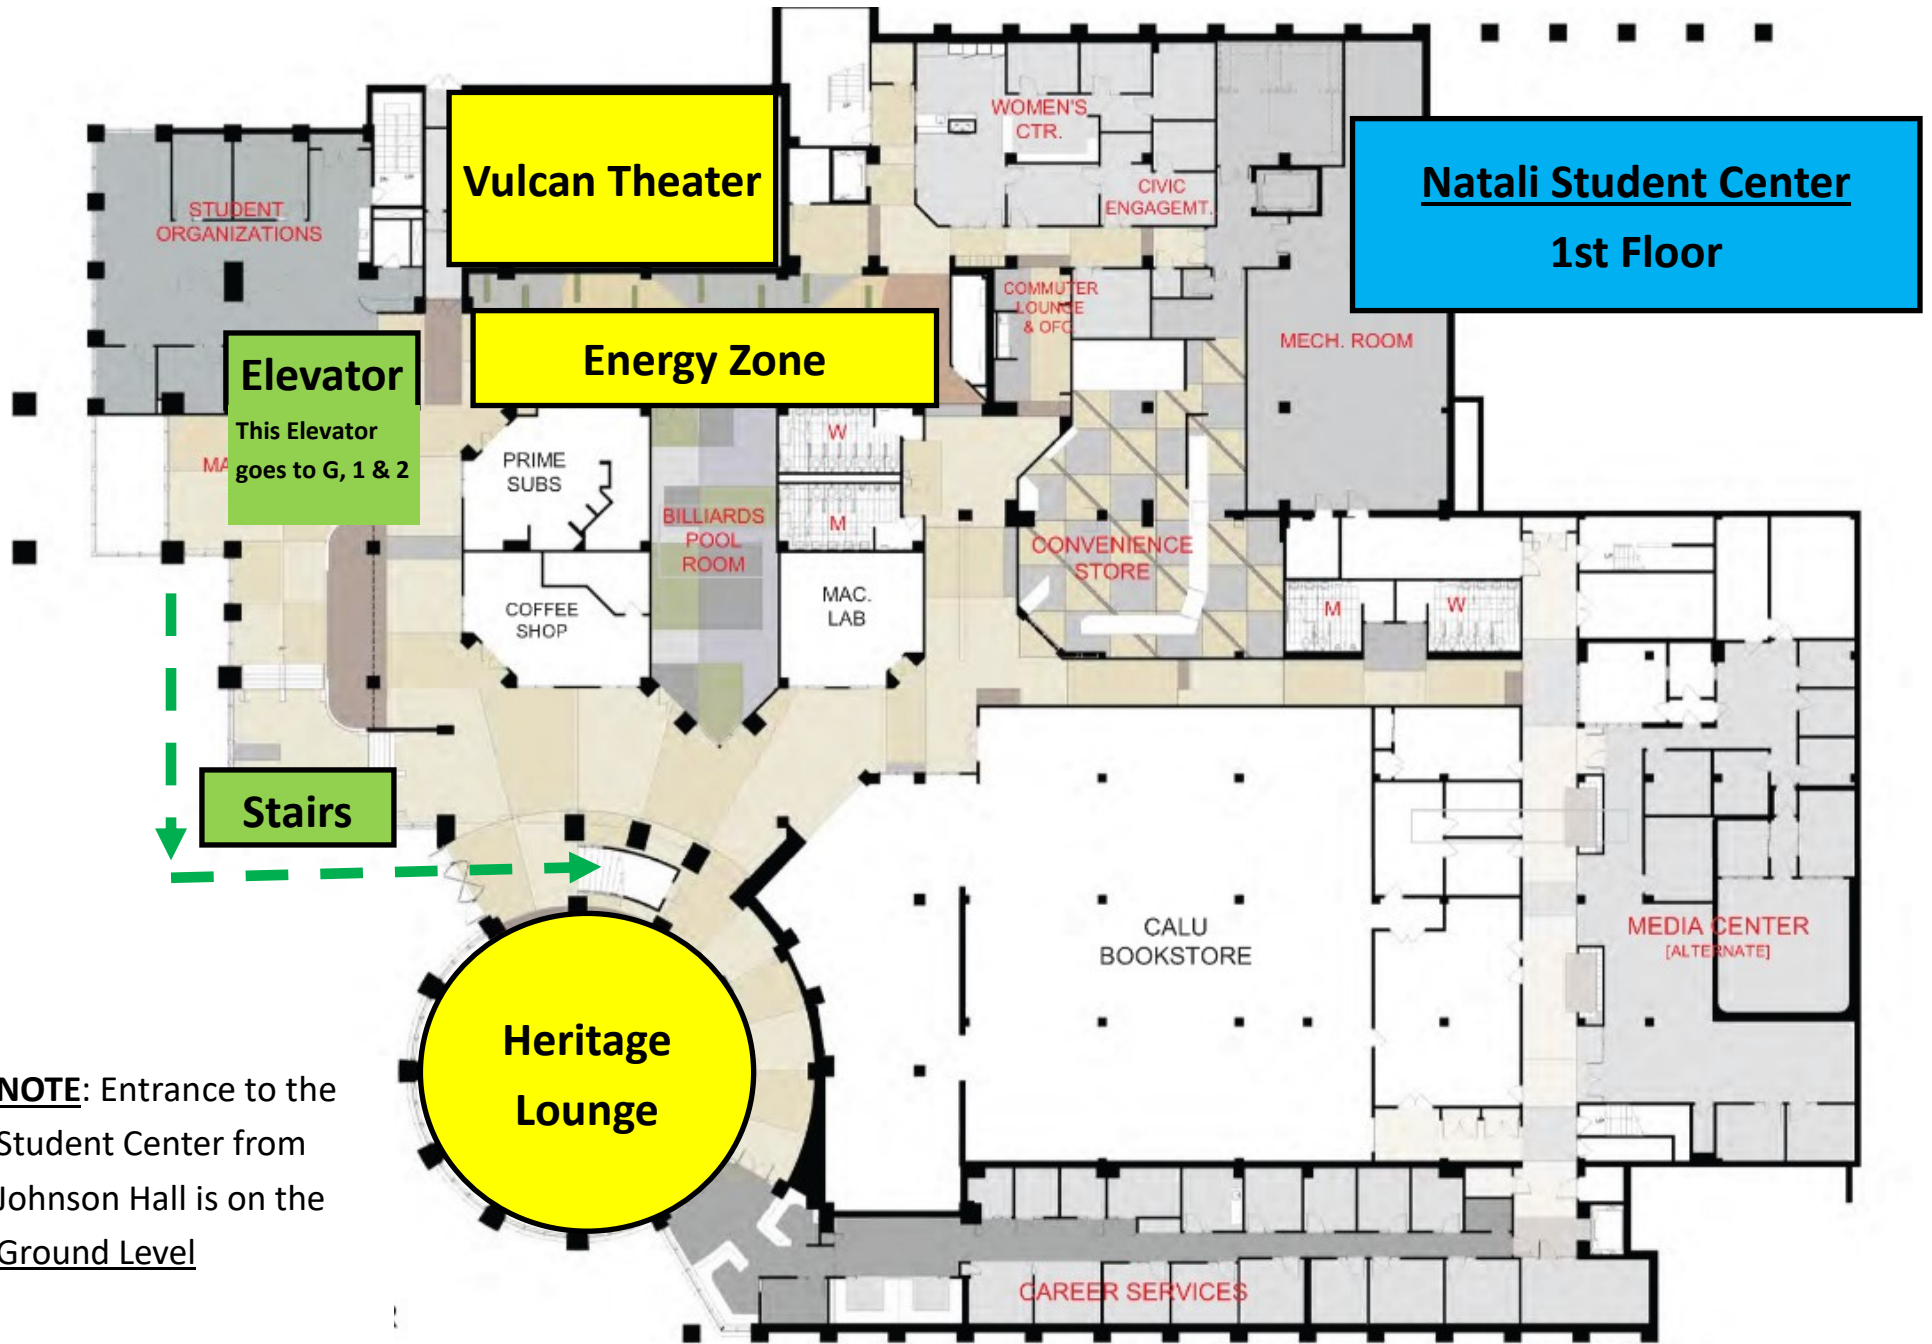 Vulcan Theater
WOMEN'S
CTR.
CIVIC
ENGAGEMT.
Natali Student Center
1st Floor
STUDENT
ORGANIZATIONS
COMMUTER
LOUNGE
& OFC
MECH. ROOM
Energy Zone
Elevator
This Elevator
goes to G, 1 & 2
MA
PRIME
SUBS
W
M
BILLIARDS
POOL
ROOM
CONVENIENCE
STORE
COFFEE
SHOP
MAC.
LAB
M
W
Stairs
CALU
BOOKSTORE
MEDIA CENTER
[ALTERNATE]
Heritage
Lounge
NOTE: Entrance to the
Student Center from
Johnson Hall is on the
Ground Level
CAREER SERVICES